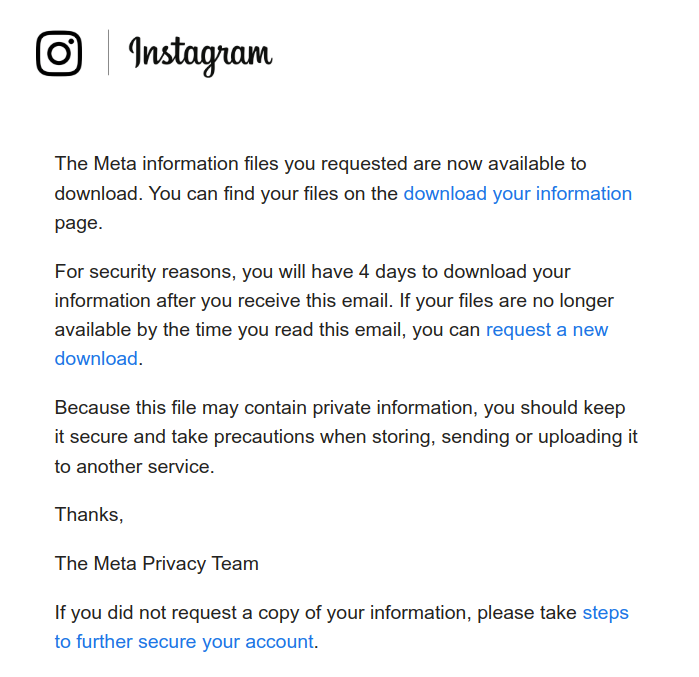 Instagram
The Meta information files you requested are now available to
download. You can find your files on the download your information
page.
For security reasons, you will have 4 days to download your
information after you receive this email. If your files are no longer
available by the time you read this email, you can request a new
download.
Because this file may contain private information, you should keep
it secure and take precautions when storing, sending or uploading it
to another service.
Thanks,
The Meta Privacy Team
If you did not request a copy of your information, please take steps
to further secure your account.